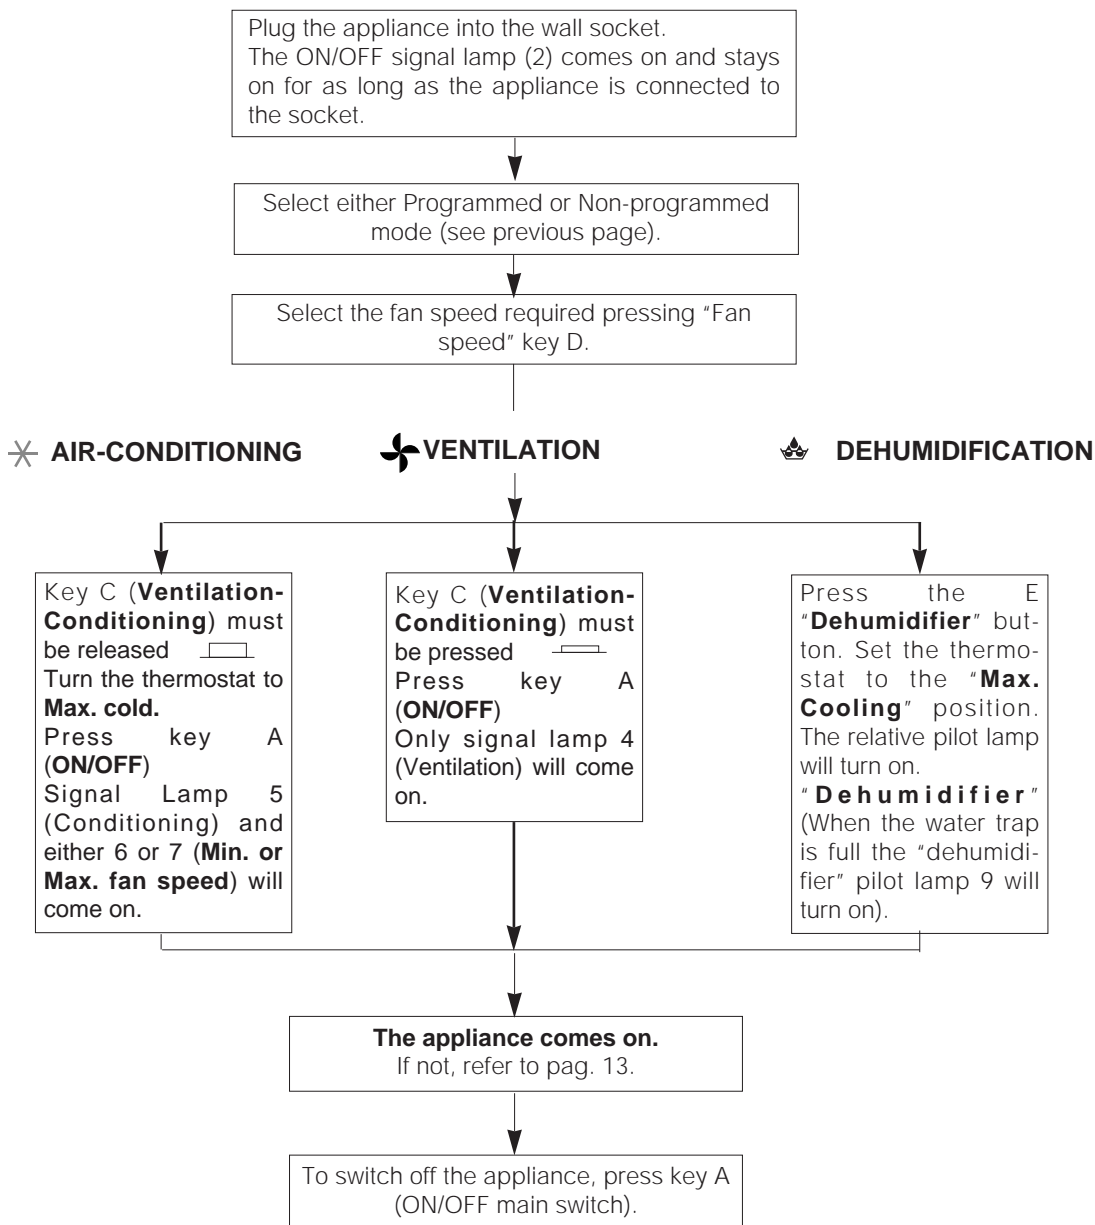 Plug the appliance into the wall socket.
The ON/OFF signal lamp (2) comes on and stays
on for as long as the appliance is connected to
the socket.
Select either Programmed or Non-programmed
mode (see previous page).
Select the fan speed required pressing “Fan
speed” key D.
AIR-CONDITIONING
VENTILATION
DEHUMIDIFICATION
Key C (Ventilation-
Conditioning) must
be released
Turn the thermostat to
Max. cold.
Press key A
(ON/OFF)
Signal Lamp 5
(Conditioning) and
either 6 or 7 (Min. or
Max. fan speed) will
come on.
Key C (Ventilation-
Conditioning) must
be pressed
Press key A
(ON/OFF)
Only signal lamp 4
(Ventilation) will come
on.
Press the E
“Dehumidifier” but-
ton. Set the thermo-
stat to the “Max.
Cooling” position.
The relative pilot lamp
will turn on.
“Dehumidifier”
(When the water trap
is full the “dehumidi-
fier” pilot lamp 9 will
turn on).
The appliance comes on.
If not, refer to pag. 13.
To switch off the appliance, press key A
(ON/OFF main switch).